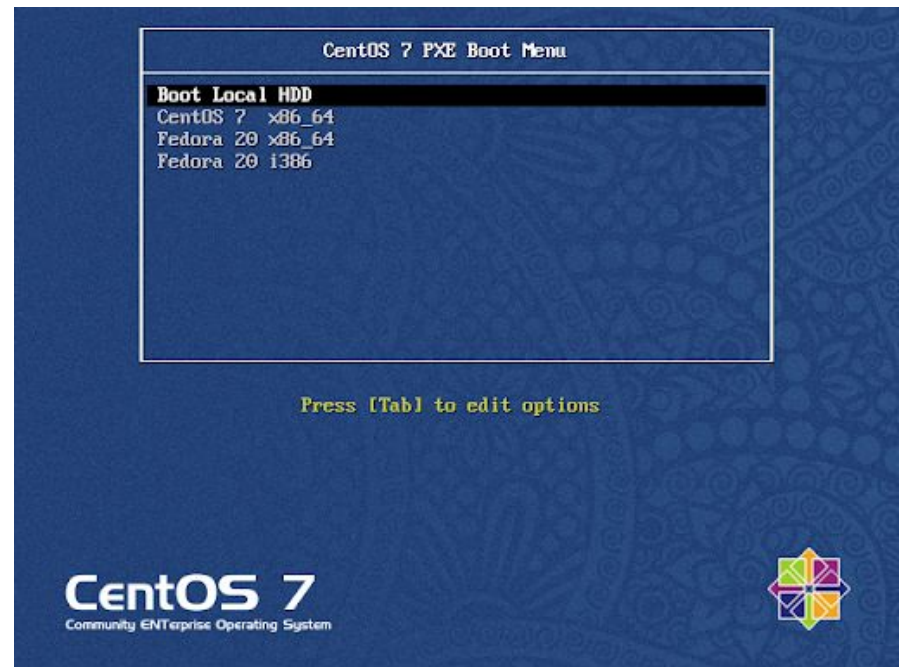 CentOS 7 PXE Boot Menu
Boot Local HDD
CentOS 7  x86_64
Fedora 20 x86_64
Fedora 20 i386
Press [Tab] to edit options
CentOS 7
Community ENTerprise Operating System